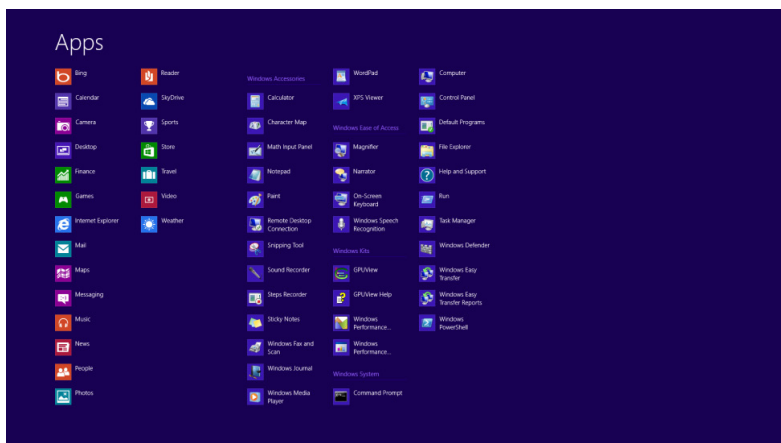 Apps
Bing
Calendar
Camera
Desktop
Finance
Games
Internet Explorer
Mail
Maps
Messaging
Music
News
People
Photos
Reader
SkyDrive
Sports
Store
Travel
Video
Weather
Windows Accessories
Calculator
Character Map
Math Input Panel
Notepad
Paint
Remote Desktop
Connection
Snipping Tool
Sound Recorder
Steps Recorder
Sticky Notes
Windows Fax and
Scan
Windows Journal
Windows Media
Player
WordPad
XPS Viewer
Windows Ease of Access
Magnifier
Narrator
On-Screen
Keyboard
Windows Speech
Recognition
Windows Kits
GPUView
GPUView Help
Windows
Performance...
Windows
Performance...
Windows System
Command Prompt
Computer
Control Panel
Default Programs
File Explorer
Help and Support
Run
Task Manager
Windows Defender
Windows Easy
Transfer
Windows Easy
Transfer Reports
Windows
PowerShell